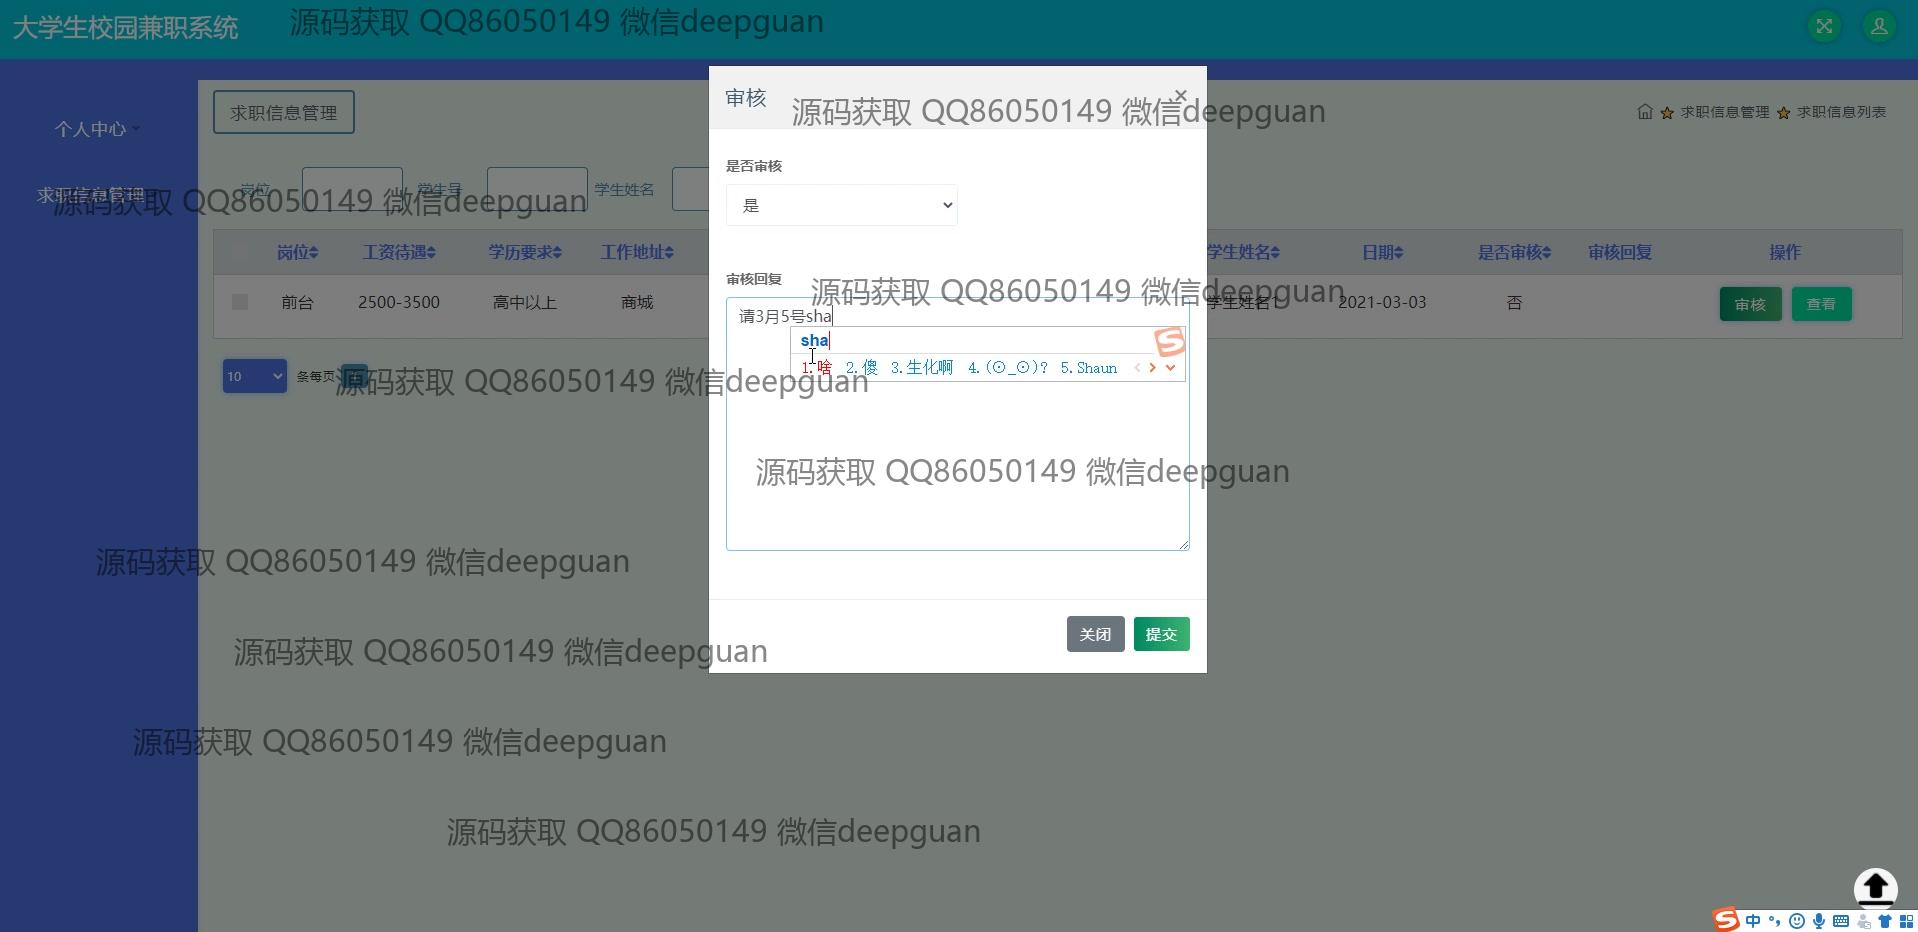 大学生校园兼职系统
源码获取 QQ86050149 微信deepguan
审核
×
源码获取 QQ86050149 微信deepguan
求职信息管理
求职信息管理 求职信息列表
个人中心
是否审核
是
求职信息管理
岗位
学生号
学生姓名
源码获取 QQ86050149 微信deepguan
岗位 工资待遇 学历要求 工作地址 学生姓名 日期 是否审核 审核回复 操作
审核回复
源码获取 QQ86050149 微信deepguan
前台 2500-3500 高中以上 商城 学生姓名1 2021-03-03 否 审核 查看
请3月5号sha
sha
1.啥 2.傻 3.生化啊 4.(⊙_⊙)? 5.Shaun
10 条每页
源码获取 QQ86050149 微信deepguan
源码获取 QQ86050149 微信deepguan
源码获取 QQ86050149 微信deepguan
关闭 提交
源码获取 QQ86050149 微信deepguan
源码获取 QQ86050149 微信deepguan
源码获取 QQ86050149 微信deepguan
中